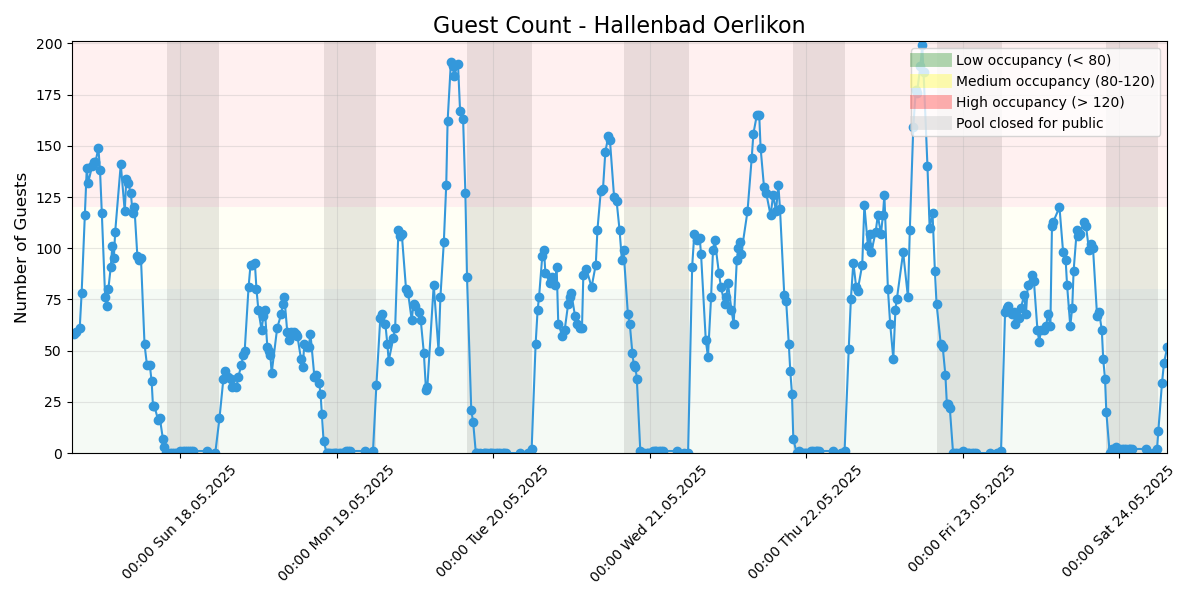 Guest Count - Hallenbad Oerlikon
Number of Guests
200
175
150
125
100
75
50
25
0
Low occupancy (< 80)
Medium occupancy (80-120)
High occupancy (> 120)
Pool closed for public
00:00 Sun 18.05.2025
00:00 Mon 19.05.2025
00:00 Tue 20.05.2025
00:00 Wed 21.05.2025
00:00 Thu 22.05.2025
00:00 Fri 23.05.2025
00:00 Sat 24.05.2025